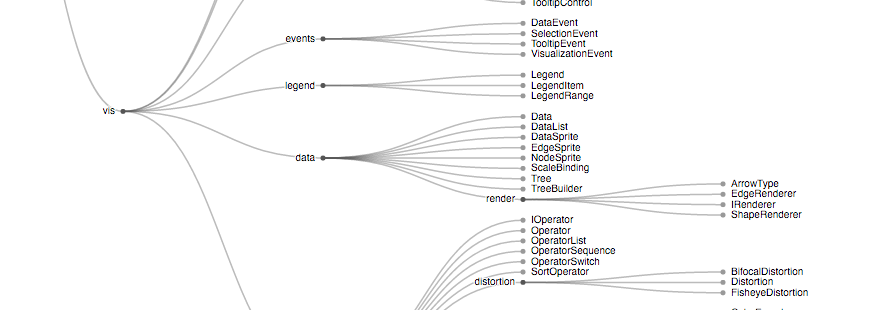 TooltipControl
DataEvent
events
SelectionEvent
TooltipEvent
VisualizationEvent
Legend
legend
LegendItem
LegendRange
vis
Data
DataList
DataSprite
EdgeSprite
data
NodeSprite
ScaleBinding
Tree
TreeBuilder
render
ArrowType
EdgeRenderer
IRenderer
ShapeRenderer
IOperator
Operator
OperatorList
OperatorSequence
OperatorSwitch
SortOperator
distortion
BifocalDistortion
Distortion
FisheyeDistortion